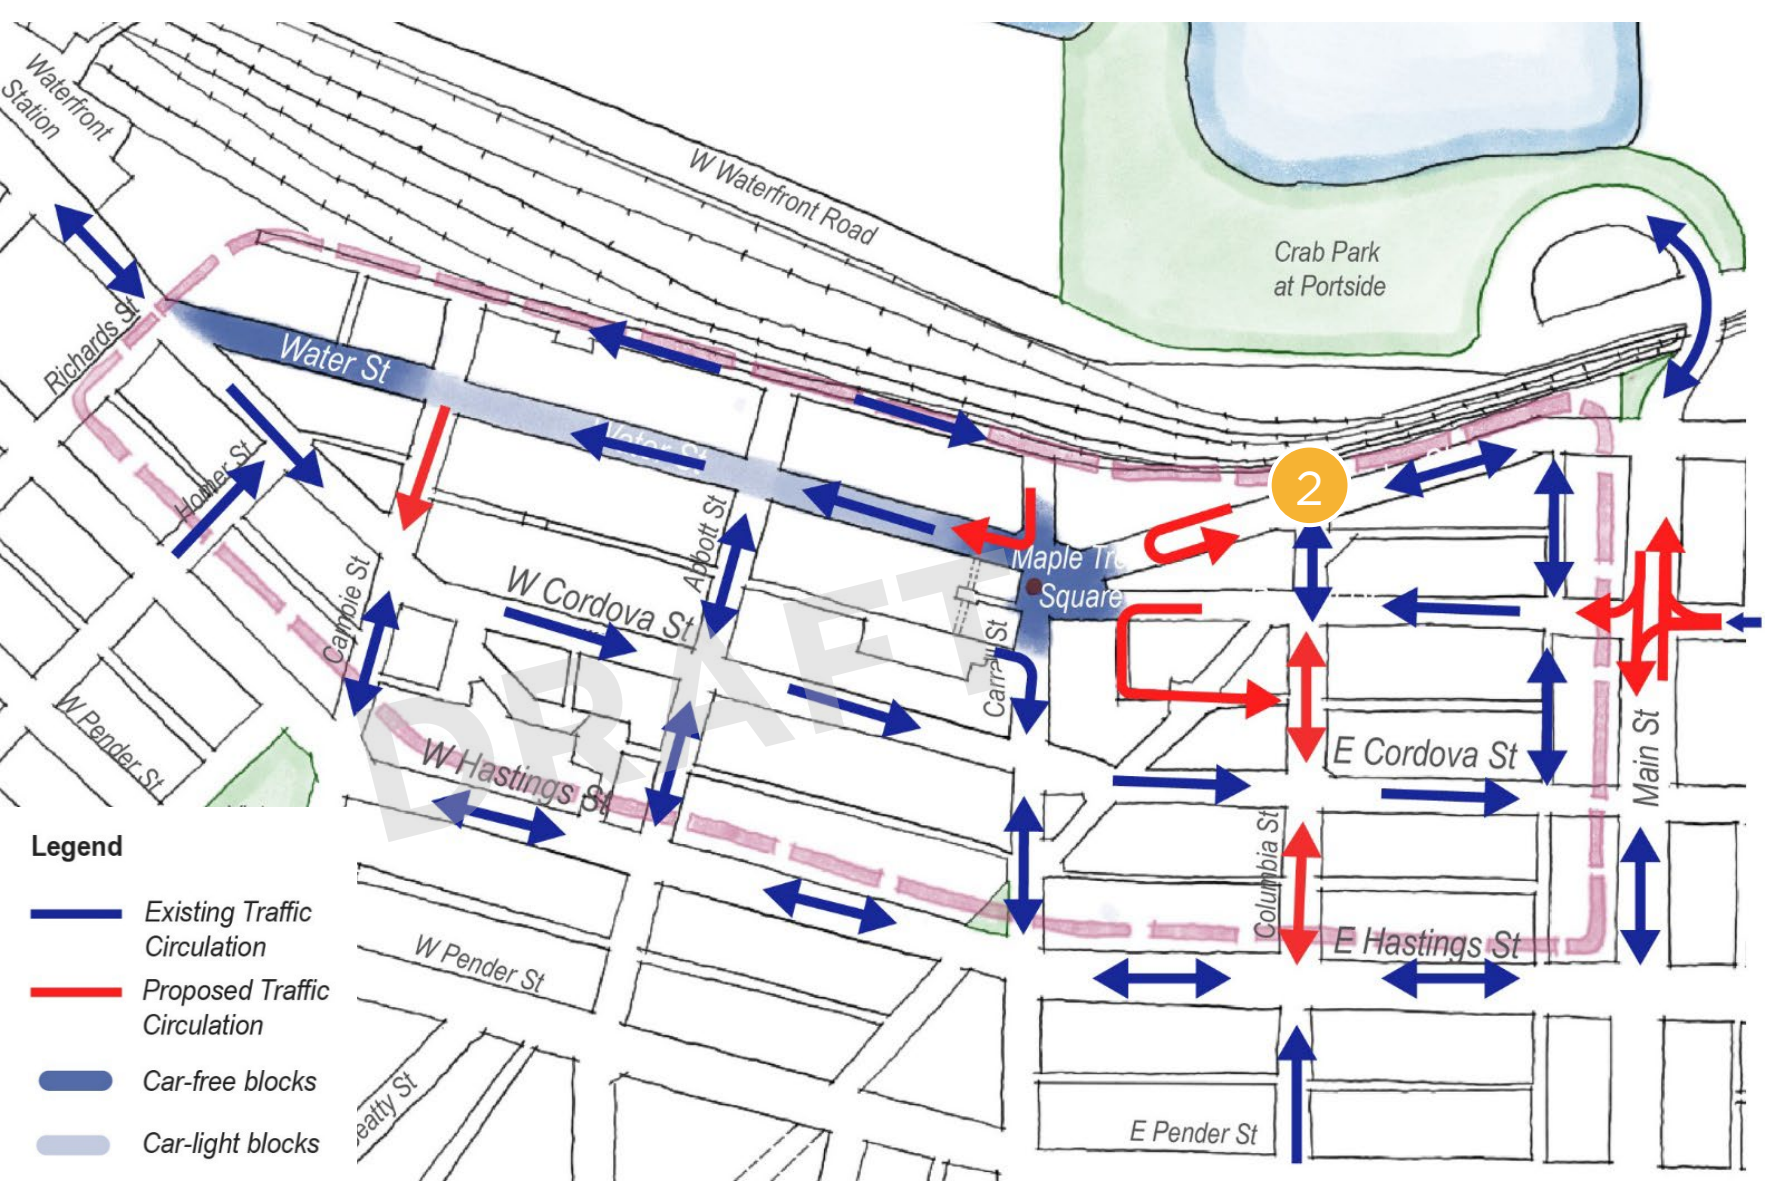 Waterfront
Station
W Waterfront Road
Crab Park
at Portside
Richards St
Water St
Water St
Homer St
2
Abbott St
Maple Tre
Square
W Cordova St
Cambie St
Carrall St
DRAFT
W Pender St
W Hastings St
E Cordova St
Main St
Columbia St
E Hastings St
W Pender St
eatty St
E Pender St
Legend
Existing Traffic
Circulation
Proposed Traffic
Circulation
Car-free blocks
Car-light blocks